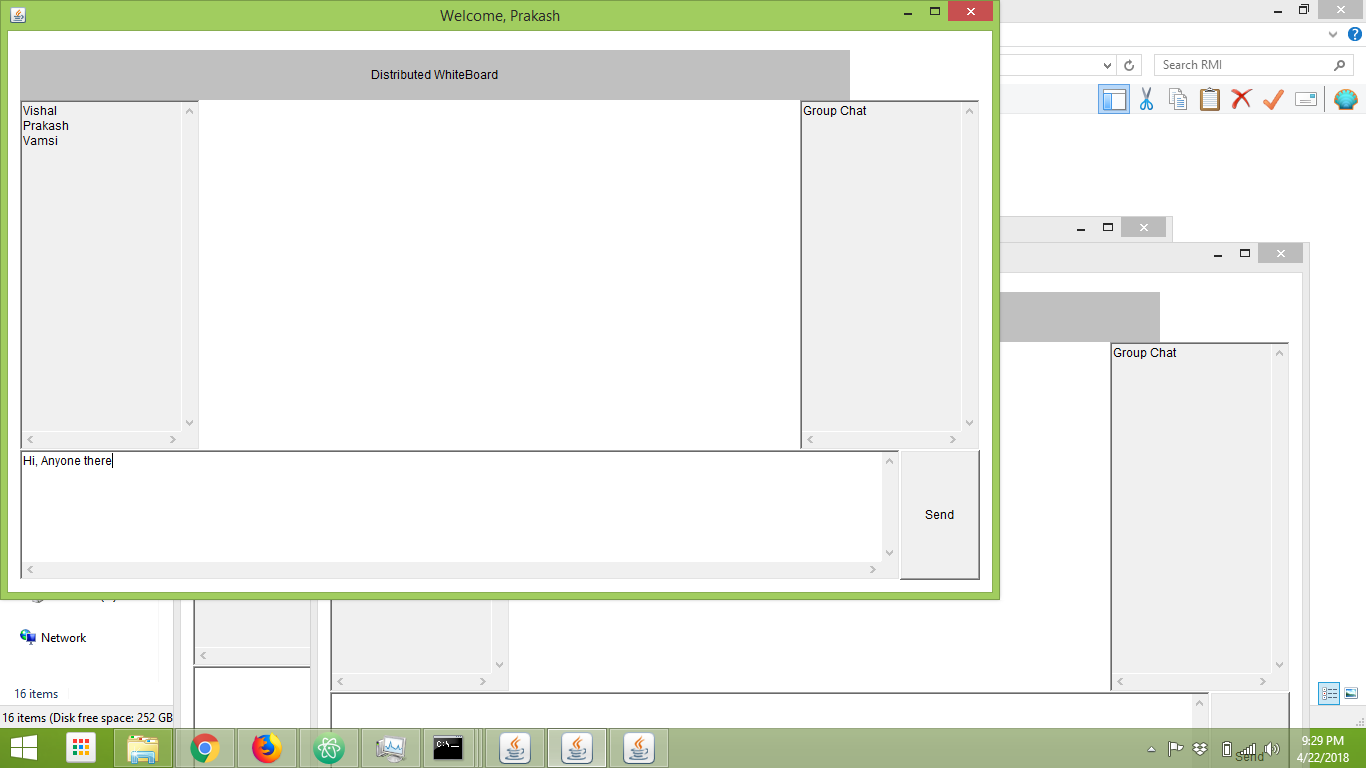 Welcome, Prakash
Distributed WhiteBoard
Vishal
Prakash
Vamsi
Group Chat
Hi, Anyone there
Send
Search RMI
Group Chat
Network
16 items
16 items (Disk free space: 252 GB
Send
9:29 PM
4/22/2018